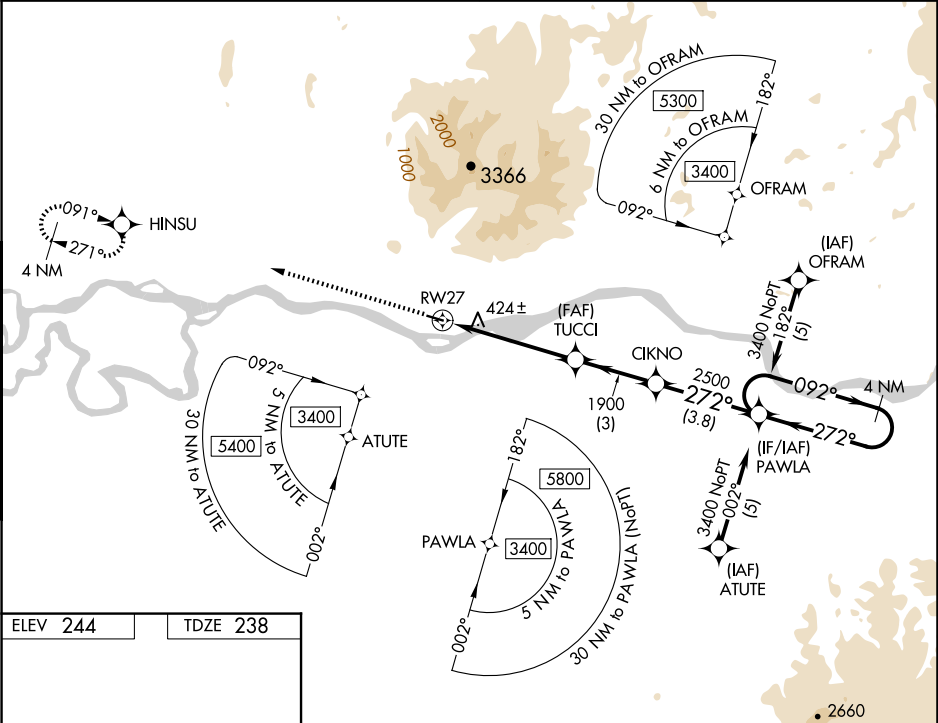 30 NM to OFRAM
5300
182°
6 NM to OFRAM
3400
OFRAM
092°
2000
1000
3366
091°
HINSU
271°
4 NM
(IAF)
OFRAM
3400 NoPT
182°
(5)
RW27
424 ±
(FAF)
TUCCI
CIKNO
2500
272°
(3.8)
1900
(3)
092°
4 NM
272°
(IF/IAF)
PAWLA
092°
5 NM to ATUTE
3400
5400
30 NM to ATUTE
ATUTE
002°
182°
5800
PAWLA
3400
5 NM to PAWLA
30 NM to PAWLA (NoPT)
002°
3400 NoPT
002°
(5)
(IAF)
ATUTE
ELEV 244
TDZE 238
2660